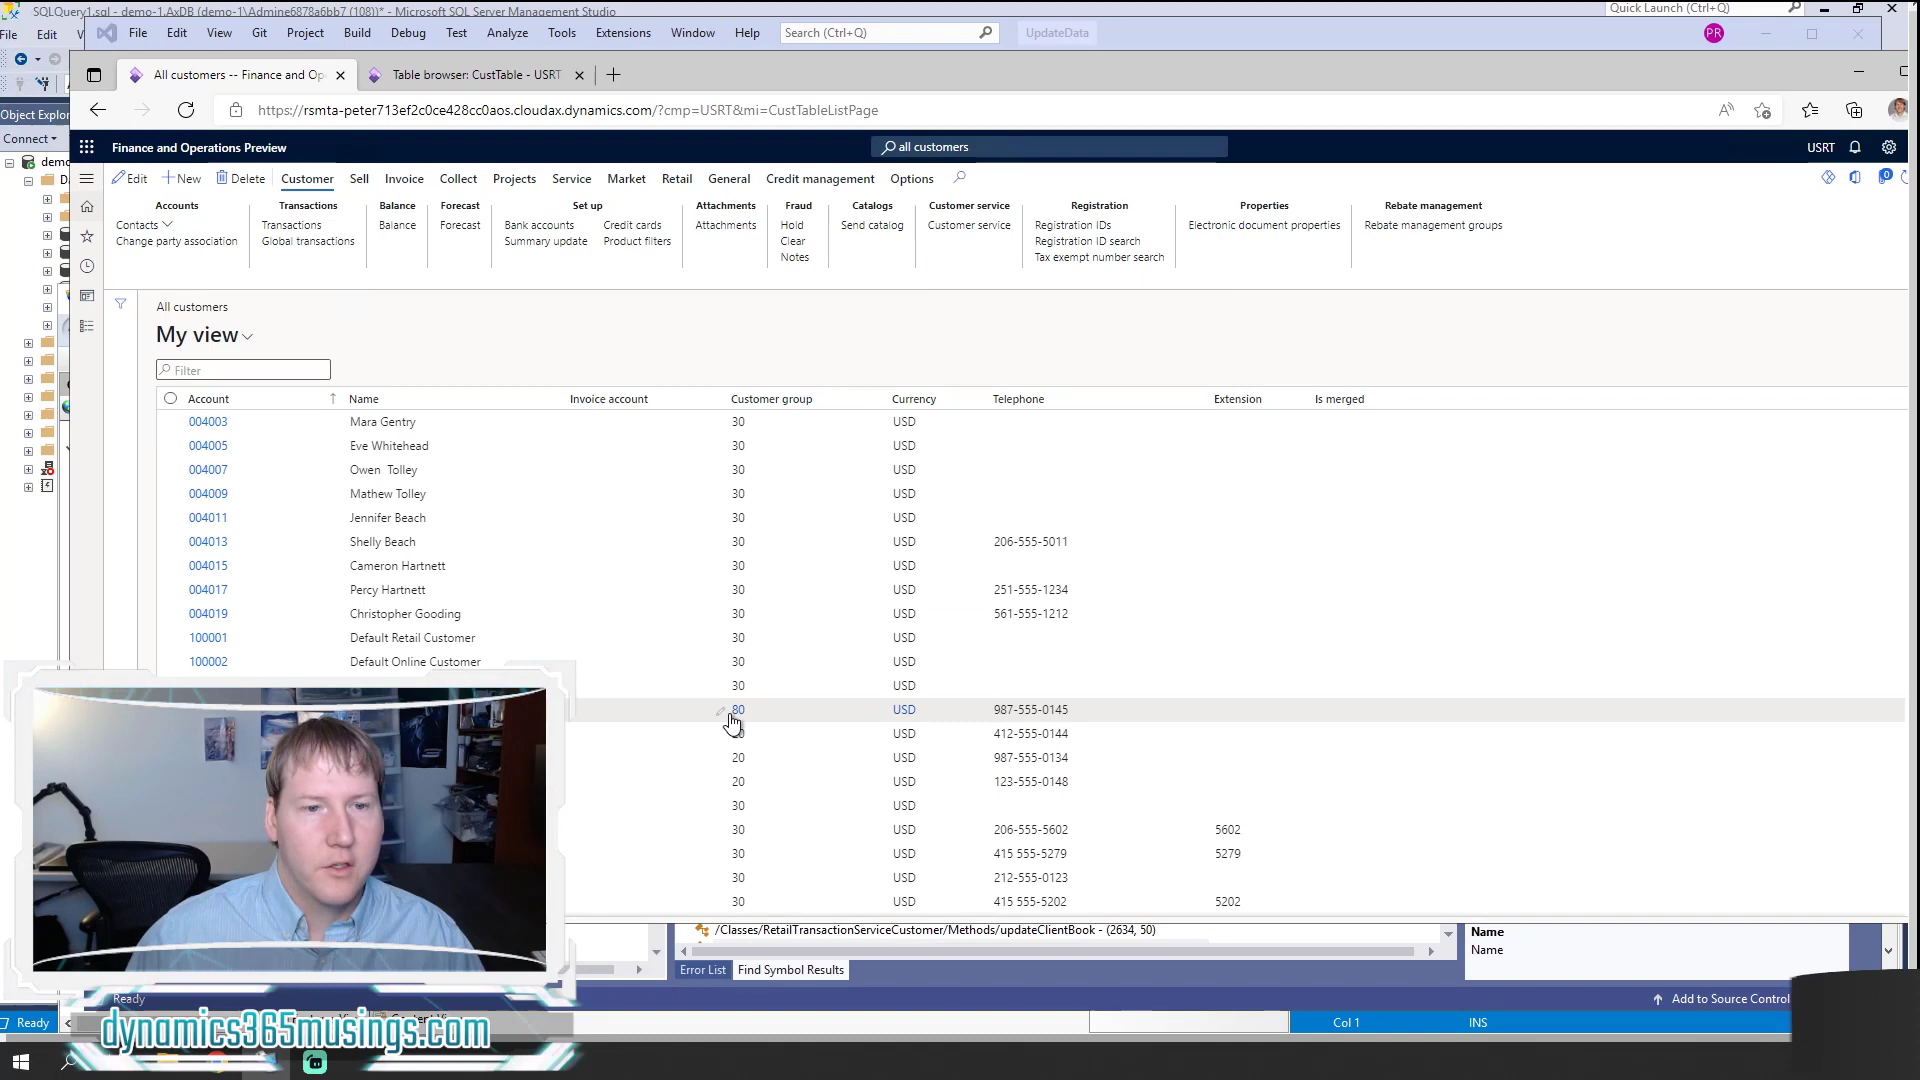 SQLQuery1.sql - demo-1.AxDB (demo-1\Admine6878a6bb7 (108))* - Microsoft SQL Server Management Studio
Quick Launch (Ctrl+Q)
File Edit
File Edit View Git Project Build Debug Test Analyze Tools Extensions Window Help
Search (Ctrl+Q)
UpdateData
PR
All customers -- Finance and Op
Table browser: CustTable - USRT
https://rsmta-peter713ef2c0ce428cc0aos.cloudax.dynamics.com/?cmp=USRT&mi=CustTableListPage
Object Explor
Connect
demo
Finance and Operations Preview
all customers
USRT
Edit New Delete Customer Sell Invoice Collect Projects Service Market Retail General Credit management Options
0
Accounts Transactions Balance Forecast Set up Attachments Fraud Catalogs Customer service Registration Properties Rebate management
Contacts Transactions Balance Forecast Bank accounts Credit cards Attachments Hold Send catalog Customer service Registration IDs Electronic document properties Rebate management groups
Change party association Global transactions Summary update Product filters Clear Registration ID search
Notes Tax exempt number search
All customers
My view
Filter
Account Name Invoice account Customer group Currency Telephone Extension Is merged
004003 Mara Gentry 30 USD
004005 Eve Whitehead 30 USD
004007 Owen Tolley 30 USD
004009 Mathew Tolley 30 USD
004011 Jennifer Beach 30 USD
004013 Shelly Beach 30 USD 206-555-5011
004015 Cameron Hartnett 30 USD
004017 Percy Hartnett 30 USD 251-555-1234
004019 Christopher Gooding 30 USD 561-555-1212
100001 Default Retail Customer 30 USD
100002 Default Online Customer 30 USD
30 USD
80 USD 987-555-0145
USD 412-555-0144
20 USD 987-555-0134
20 USD 123-555-0148
30 USD
30 USD 206-555-5602 5602
30 USD 415 555-5279 5279
30 USD 212-555-0123
30 USD 415 555-5202 5202
/Classes/RetailTransactionServiceCustomer/Methods/updateClientBook - (2634, 50)
Name
Name
Error List Find Symbol Results
Ready
Add to Source Control
Ready
Col 1
INS
dynamics365musings.com